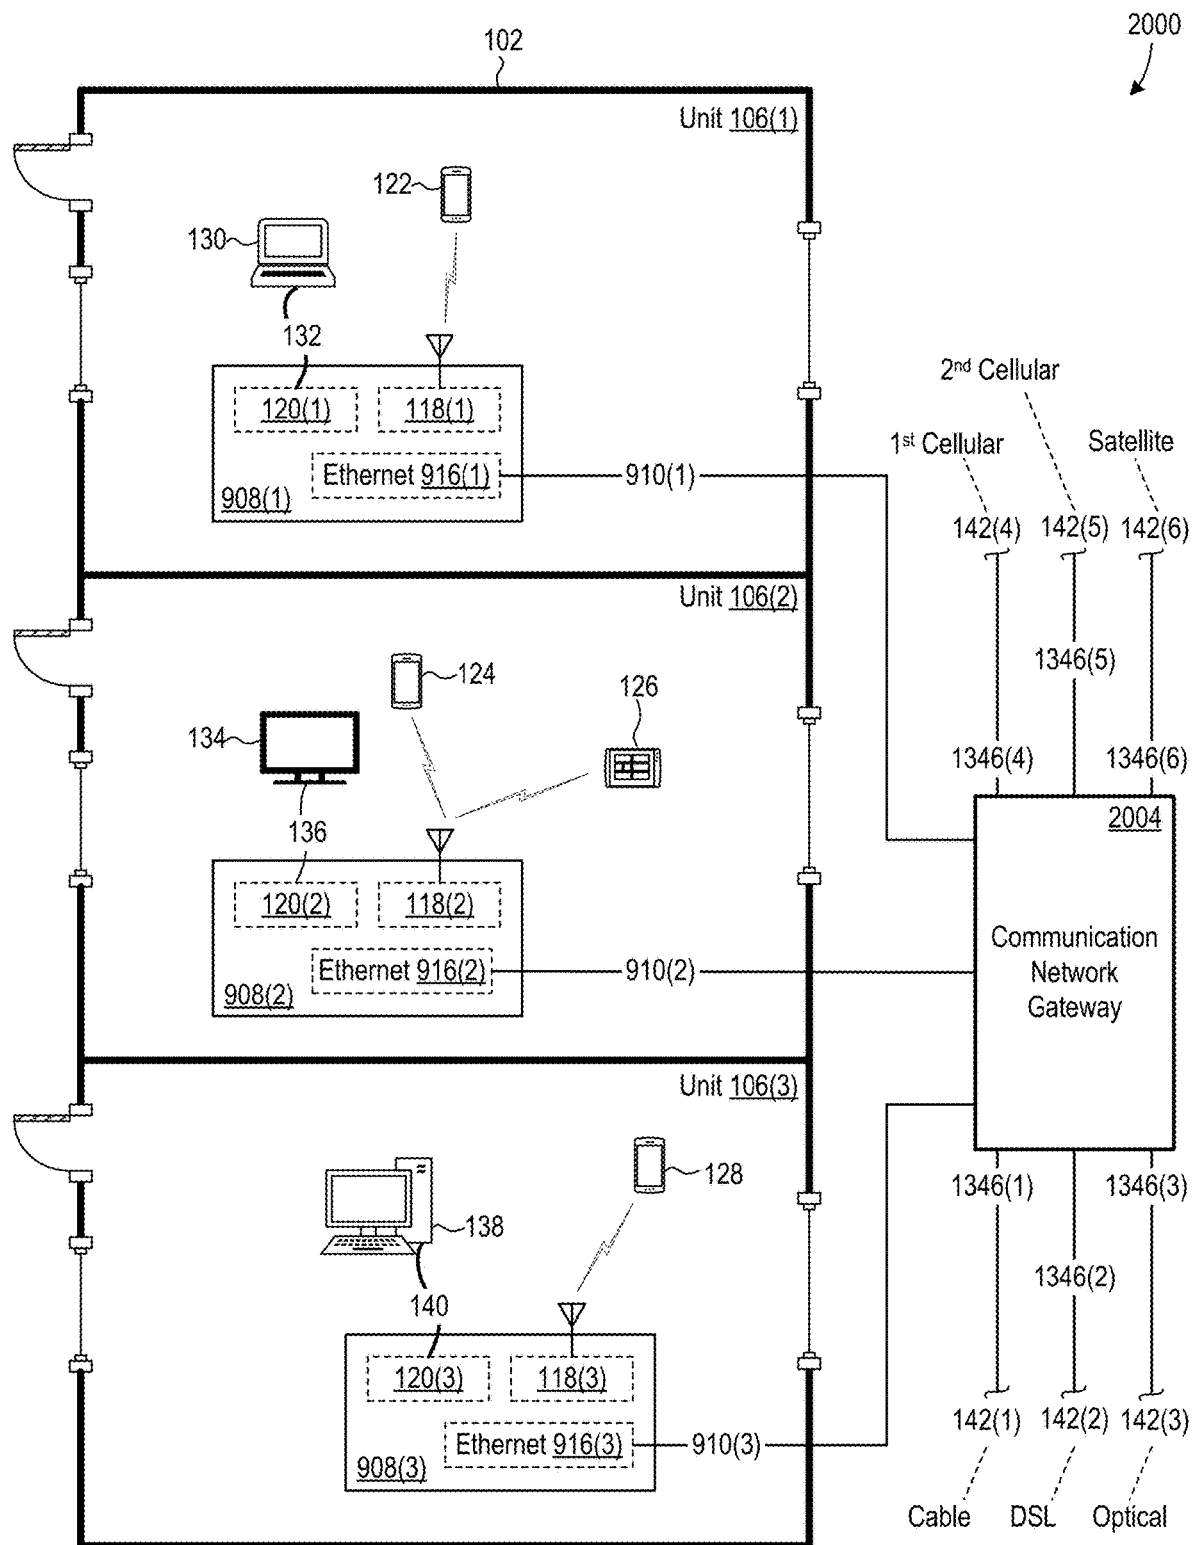 2000
102
Unit 106(1)
122
130
132
120(1)
118(1)
Ethernet 916(1)
910(1)
908(1)
2nd Cellular
1st Cellular
Satellite
142(4)
142(5)
142(6)
Unit 106(2)
124
126
134
136
120(2)
118(2)
Ethernet 916(2)
910(2)
908(2)
1346(5)
1346(4)
1346(6)
2004
Communication
Network
Gateway
Unit 106(3)
128
138
140
120(3)
118(3)
Ethernet 916(3)
910(3)
908(3)
1346(1)
1346(3)
1346(2)
142(1)
142(2)
142(3)
Cable
DSL
Optical